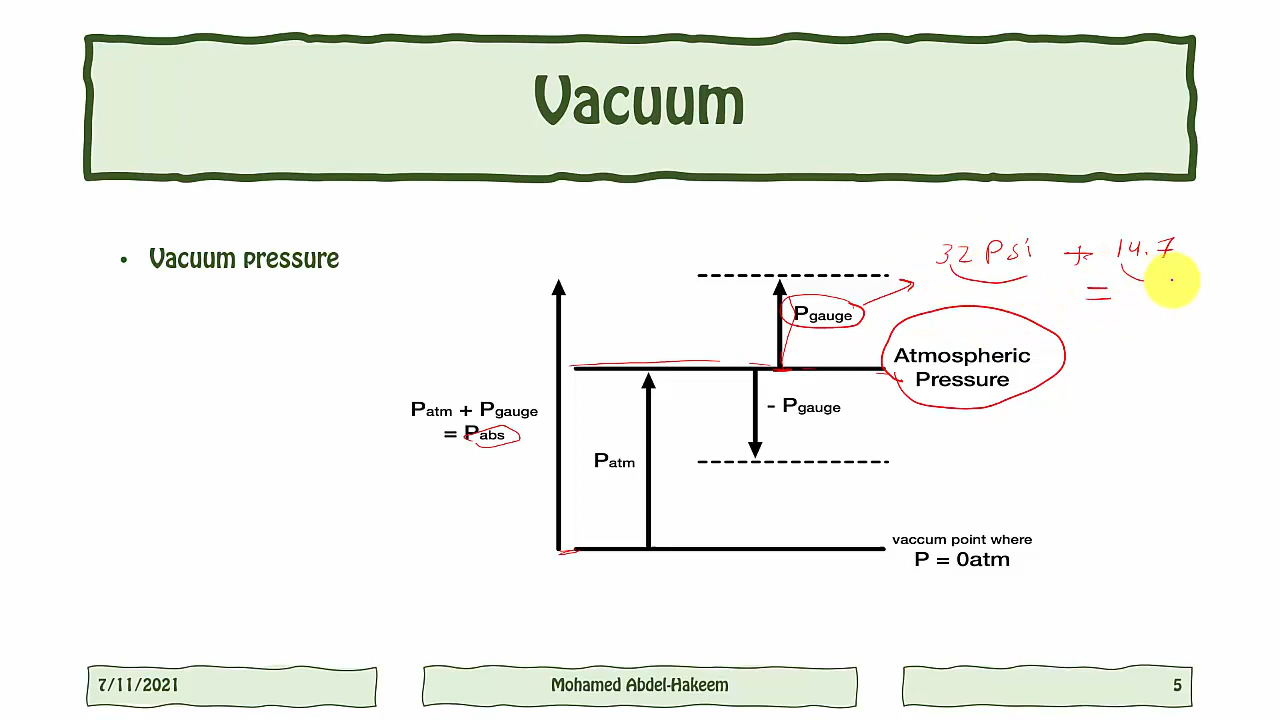 Vacuum
• Vacuum pressure
32 Psi + 14.7
=
Pgauge
Atmospheric
Pressure
Patm + Pgauge
= Pabs
- Pgauge
Patm
vaccum point where
P = 0atm
7/11/2021
Mohamed Abdel-Hakeem
5